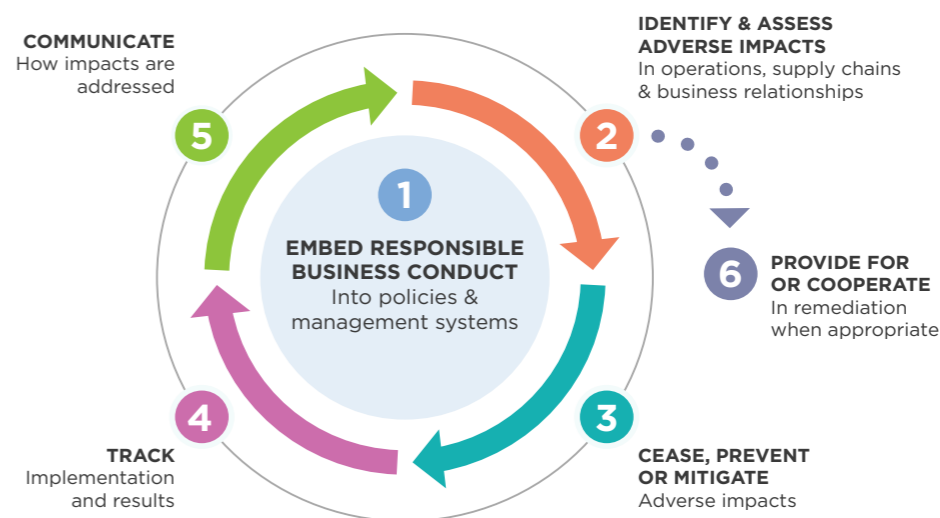 1
EMBED RESPONSIBLE
BUSINESS CONDUCT
Into policies &
management systems
2
IDENTIFY & ASSESS
ADVERSE IMPACTS
In operations, supply chains
& business relationships
3
CEASE, PREVENT
OR MITIGATE
Adverse impacts
4
TRACK
Implementation
and results
5
COMMUNICATE
How impacts are
addressed
6
PROVIDE FOR
OR COOPERATE
In remediation
when appropriate